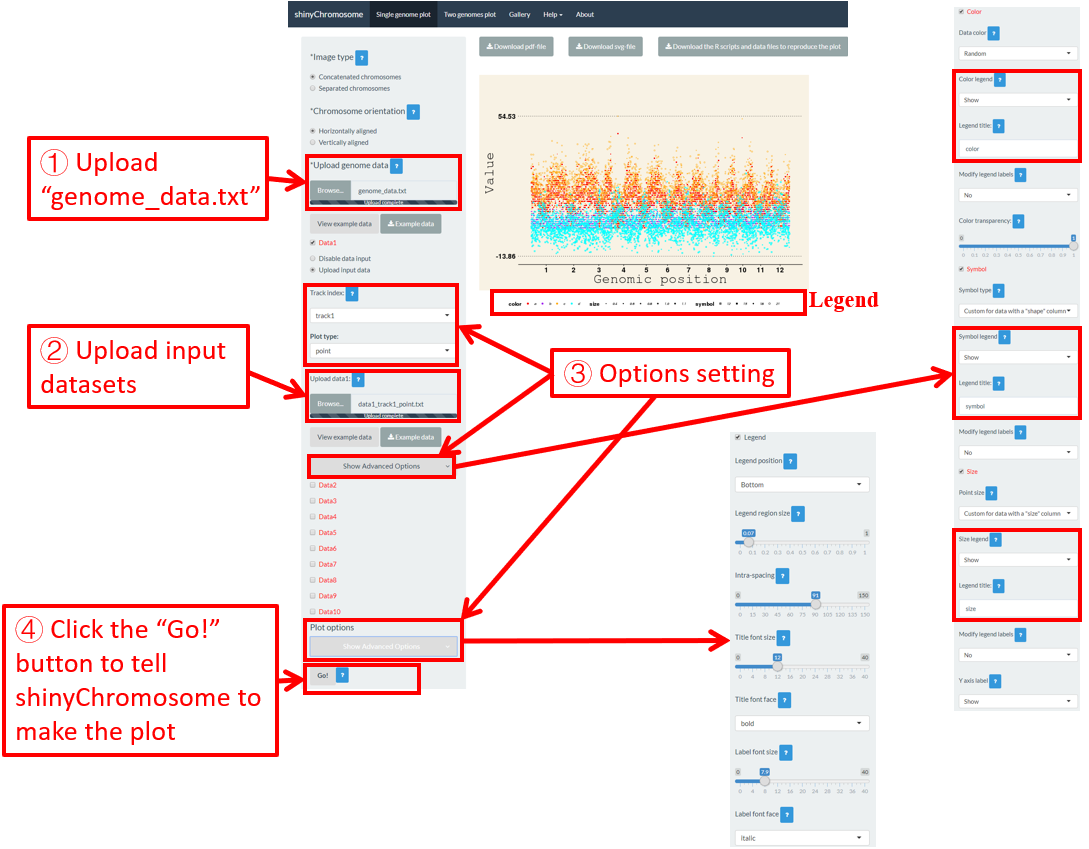 shinyChromosome Single genome plot Two genomes plot Gallery Help About
*Image type ?
Concatenated chromosomes
Separated chromosomes
*Chromosome orientation ?
Horizontally aligned
Vertically aligned
*Upload genome data ?
Browse... genome_data.txt
Upload complete
View example data Example data
Data1
Disable data input
Upload input data
Track index: ?
track1
Plot type:
point
Upload data1: ?
Browse... data1_track1_point.txt
Upload complete
View example data Example data
Show Advanced Options
Data2
Data3
Data4
Data5
Data6
Data7
Data8
Data9
Data10
Plot options
Show Advanced Options
Go! ?
① Upload
“genome_data.txt”
② Upload input
datasets
③ Options setting
④ Click the “Go!”
button to tell
shinyChromosome to
make the plot
Download pdf-file Download svg-file Download the R scripts and data files to reproduce the plot
54.53
Value
-13.86
1 2 3 4 5 6 7 8 9 10 11 12
Genomic position
color size symbol
Legend
Legend
Legend position ?
Bottom
Legend region size ?
0.07 1
0 0.1 0.2 0.3 0.4 0.5 0.6 0.7 0.8 0.9 1
Intra-spacing ?
0 91 150
0 15 30 45 60 75 90 105 120 135 150
Title font size ?
0 12 40
0 4 8 12 16 20 24 28 32 36 40
Title font face ?
bold
Label font size ?
0 7.9 40
0 4 8 12 16 20 24 28 32 36 40
Label font face ?
italic
Color
Data color ?
Random
Color legend ?
Show
Legend title: ?
color
Modify legend labels ?
No
Color transparency: ?
0 1
0 0.1 0.2 0.3 0.4 0.5 0.6 0.7 0.8 0.9 1
Symbol
Symbol type ?
Custom for data with a "shape" column
Symbol legend ?
Show
Legend title: ?
symbol
Modify legend labels ?
No
Size
Point size ?
Custom for data with a "size" column
Size legend ?
Show
Legend title: ?
size
Modify legend labels ?
No
Y axis label ?
Show